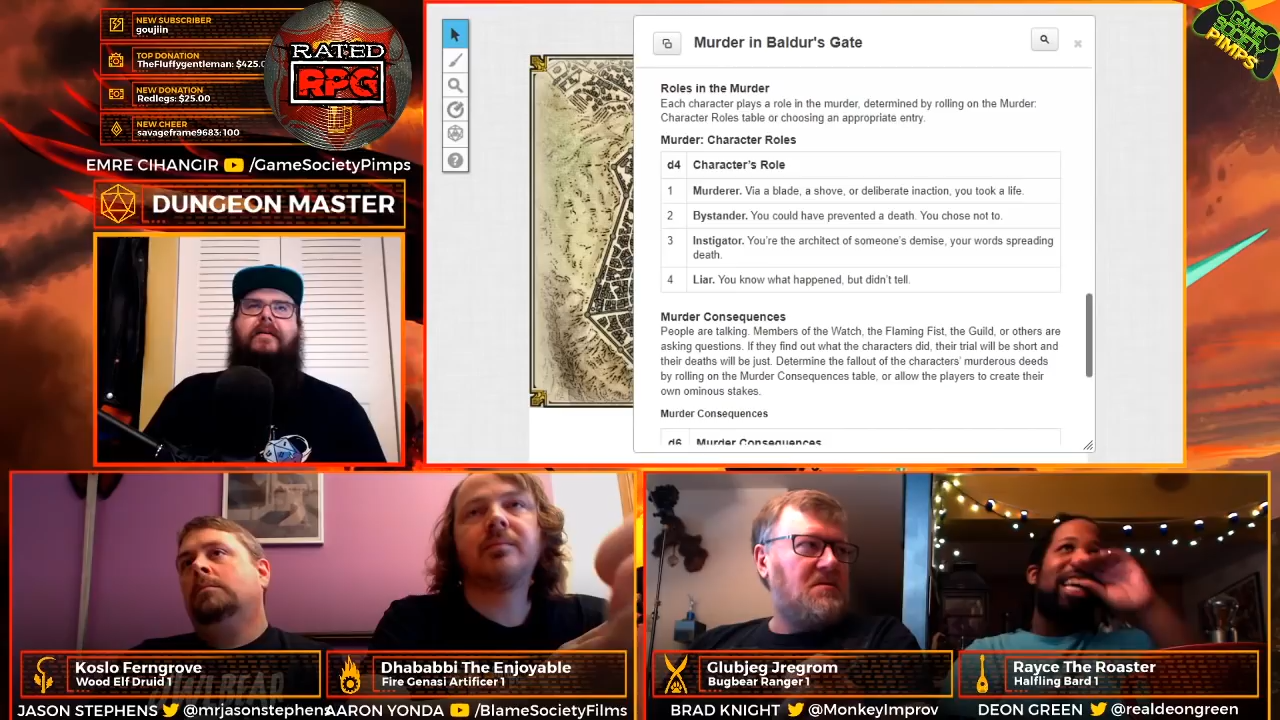 NEW SUBSCRIBER
goujiin
TOP DONATION
TheFluffygentleman: $425.0
NEW DONATION
Redlegs: $25.00
NEW CHEER
savageframe9683: 100
RATED
RPG
EMRE CIHANGIR /GameSocietyPimps
DUNGEON MASTER
GAME
SOCIETY
PIMPS
Murder in Baldur's Gate
Roles in the Murder
Each character plays a role in the murder, determined by rolling on the Murder:
Character Roles table or choosing an appropriate entry.
Murder: Character Roles
d4 Character's Role
1 Murderer. Via a blade, a shove, or deliberate inaction, you took a life.
2 Bystander. You could have prevented a death. You chose not to.
3 Instigator. You're the architect of someone's demise, your words spreading
death.
4 Liar. You know what happened, but didn't tell.
Murder Consequences
People are talking. Members of the Watch, the Flaming Fist, the Guild, or others are
asking questions. If they find out what the characters did, their trial will be short and
their deaths will be just. Determine the fallout of the characters' murderous deeds
by rolling on the Murder Consequences table, or allow the players to create their
own ominous stakes.
Murder Consequences
d6 Murder Consequences
Koslo Ferngrove
Wood Elf Druid 1
JASON STEPHENS @mrjasonstephens
Dhababbi The Enjoyable
Fire Genasi Artificer 1
AARON YONDA /BlameSocietyFilms
Glubjeg Jregrom
Bugbear Ranger 1
BRAD KNIGHT @MonkeyImprov
Rayce The Roaster
Halfling Bard 1
DEON GREEN @realdeongreen